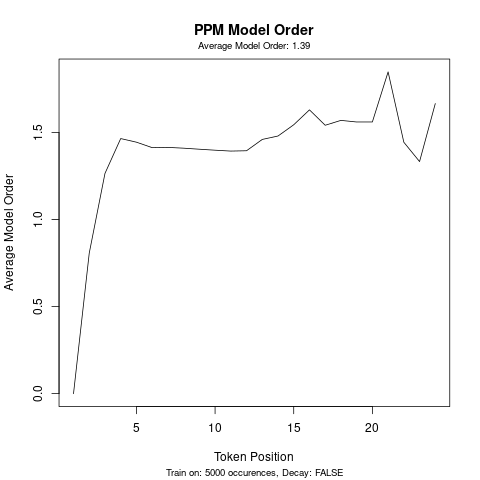 PPM Model Order
Average Model Order: 1.39
Average Model Order
1.5
1.0
0.5
0.0
5
10
15
20
Token Position
Train on: 5000 occurences, Decay: FALSE